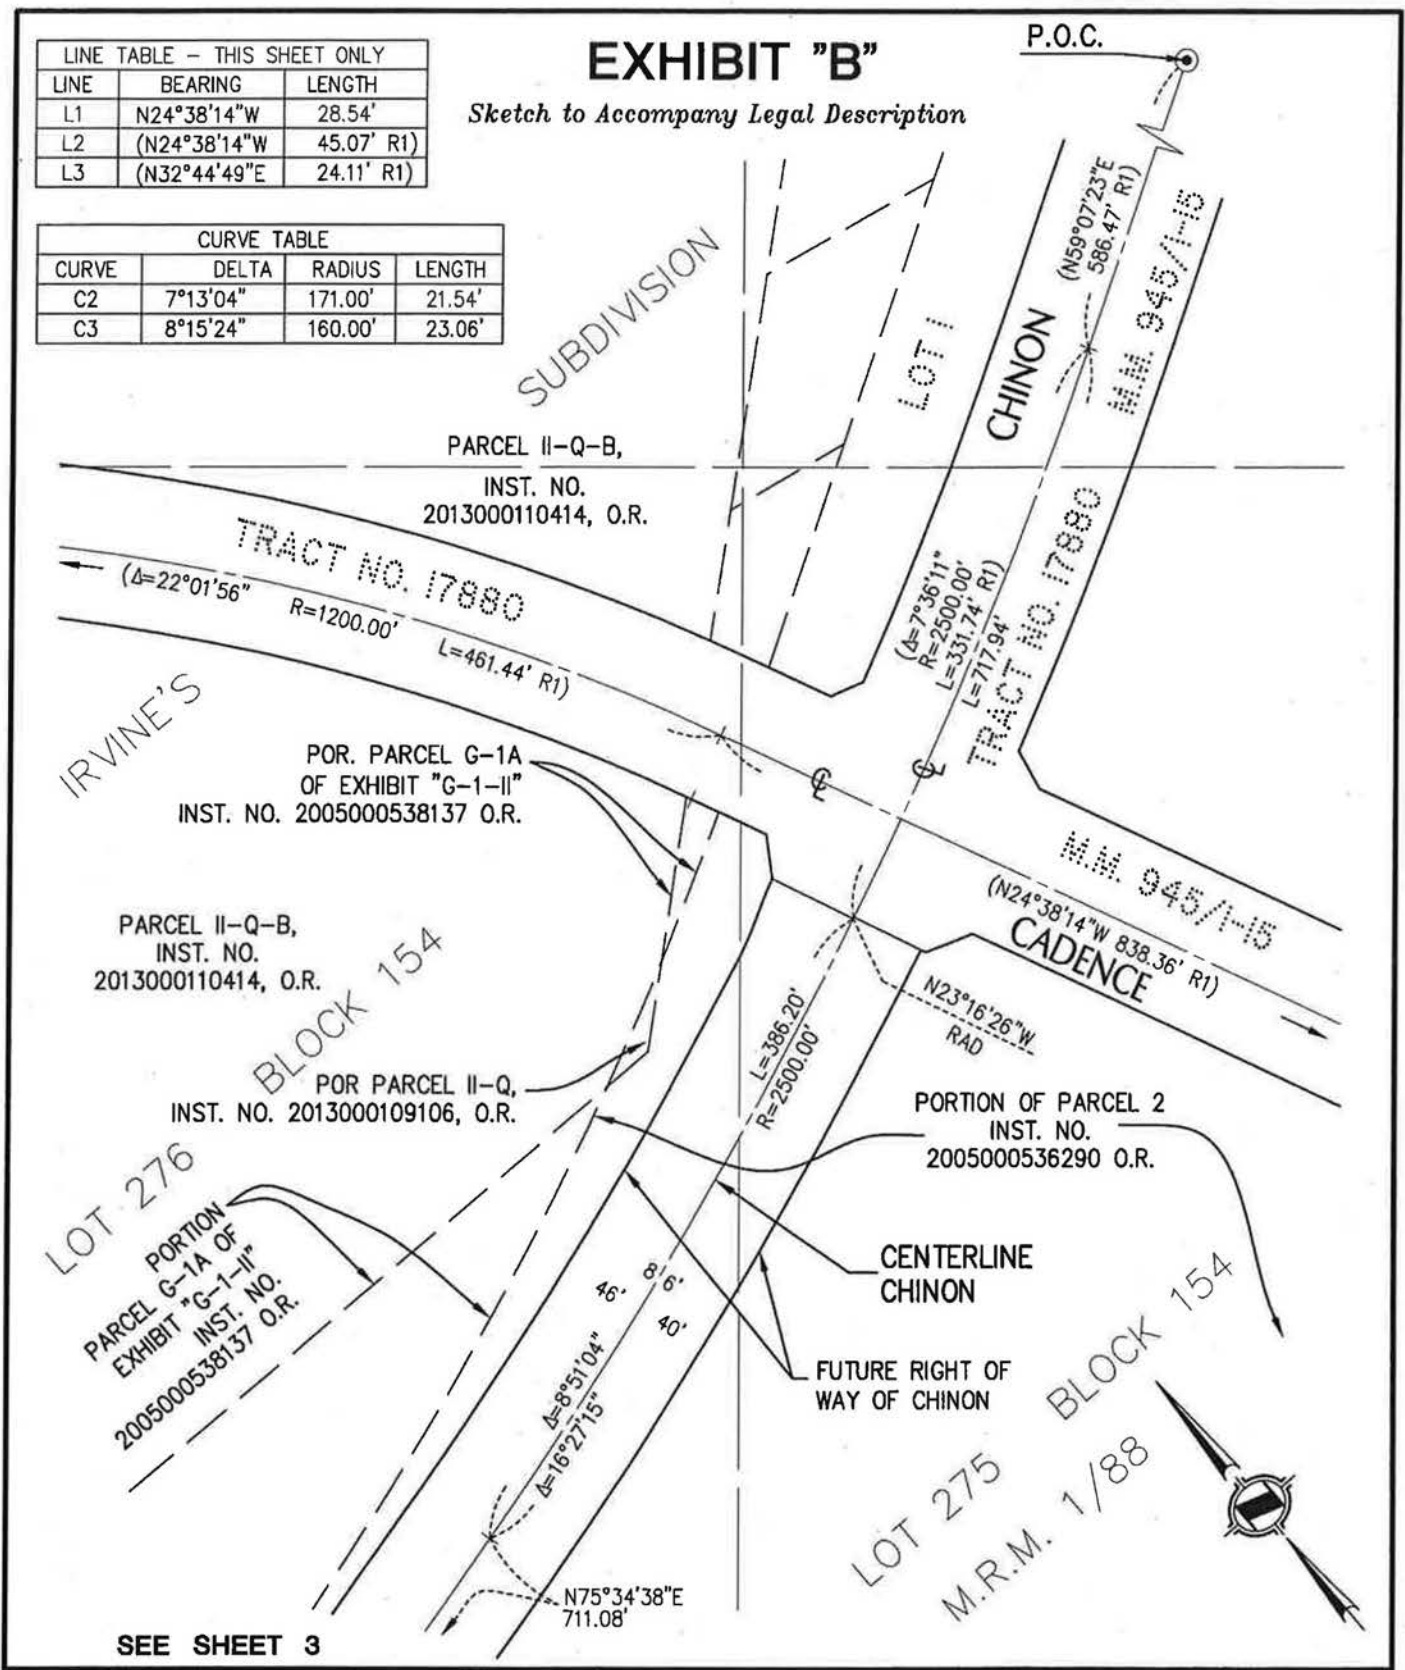 LINE TABLE – THIS SHEET ONLY
LINE BEARING LENGTH
L1 N24°38'14"W 28.54'
L2 (N24°38'14"W 45.07' R1)
L3 (N32°44'49"E 24.11' R1)
EXHIBIT "B"
Sketch to Accompany Legal Description
P.O.C.
CURVE TABLE
CURVE DELTA RADIUS LENGTH
C2 7°13'04" 171.00' 21.54'
C3 8°15'24" 160.00' 23.06'
(N59°07'23"E
586.47' R1)
M.M. 945/1-15
SUBDIVISION
LOT 1
CHINON
PARCEL II-Q-B,
INST. NO.
2013000110414, O.R.
TRACT NO. 17880
(Δ=22°01'56"
R=1200.00'
L=461.44' R1)
(Δ=7°36'11"
R=2500.00'
L=331.74' R1)
L=717.94'
TRACT NO. 17880
IRVINE'S
POR. PARCEL G-1A
OF EXHIBIT "G-1-II"
INST. NO. 2005000538137 O.R.
℄
℄
M.M. 945/1-15
(N24°38'14"W 838.36' R1)
CADENCE
PARCEL II-Q-B,
INST. NO.
2013000110414, O.R.
BLOCK 154
N23°16'26"W
RAD
L=386.20'
R=2500.00'
POR PARCEL II-Q,
INST. NO. 2013000109106, O.R.
PORTION OF PARCEL 2
INST. NO.
2005000536290 O.R.
LOT 276
PORTION
PARCEL G-1A OF
EXHIBIT "G-1-II"
INST. NO.
2005000538137 O.R.
CENTERLINE
CHINON
86'
46'
40'
BLOCK 154
FUTURE RIGHT OF
WAY OF CHINON
Δ=8°51'04"
Δ=16°27'15"
LOT 275
M.R.M. 1/88
N75°34'38"E
711.08'
SEE SHEET 3